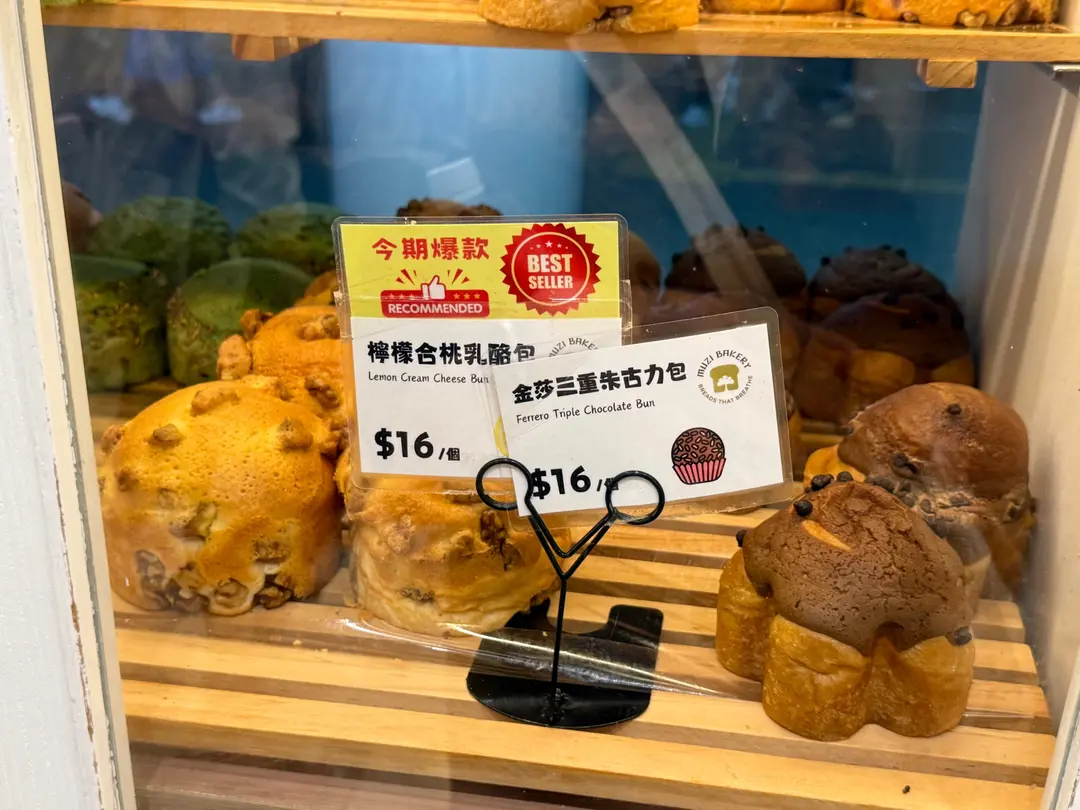 今期爆款
BEST
SELLER
RECOMMENDED
檸檬合桃乳酪包
Lemon Cream Cheese Bun
$16/個
MUZI BAKERY
金莎三重朱古力包
Ferrero Triple Chocolate Bun
$16/
MUZI BAKERY
BREADS THAT BREATHE